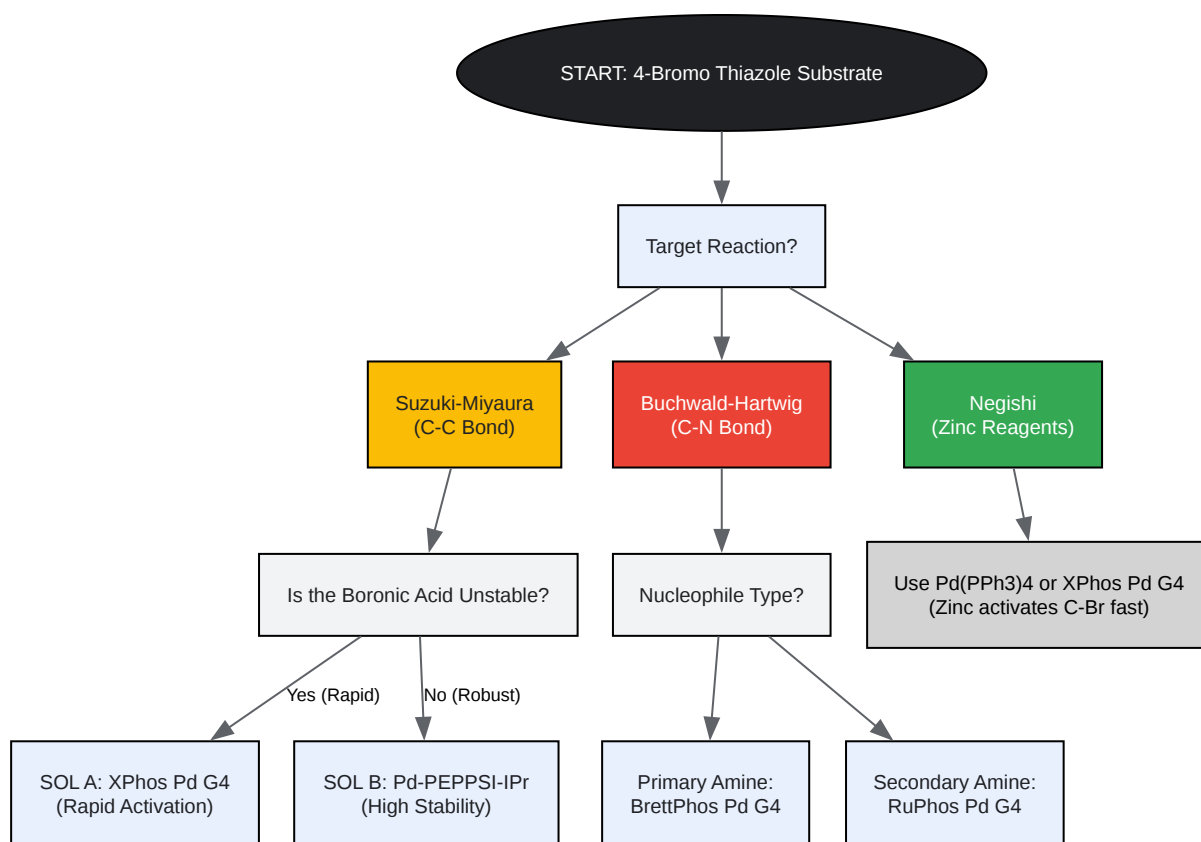 START: 4-Bromo Thiazole Substrate
Target Reaction?
Suzuki-Miyaura
(C-C Bond)
Buchwald-Hartwig
(C-N Bond)
Negishi
(Zinc Reagents)
Is the Boronic Acid Unstable?
Nucleophile Type?
Use Pd(PPh3)4 or XPhos Pd G4
(Zinc activates C-Br fast)
Yes (Rapid)
No (Robust)
SOL A: XPhos Pd G4
(Rapid Activation)
SOL B: Pd-PEPPSI-IPr
(High Stability)
Primary Amine:
BrettPhos Pd G4
Secondary Amine:
RuPhos Pd G4